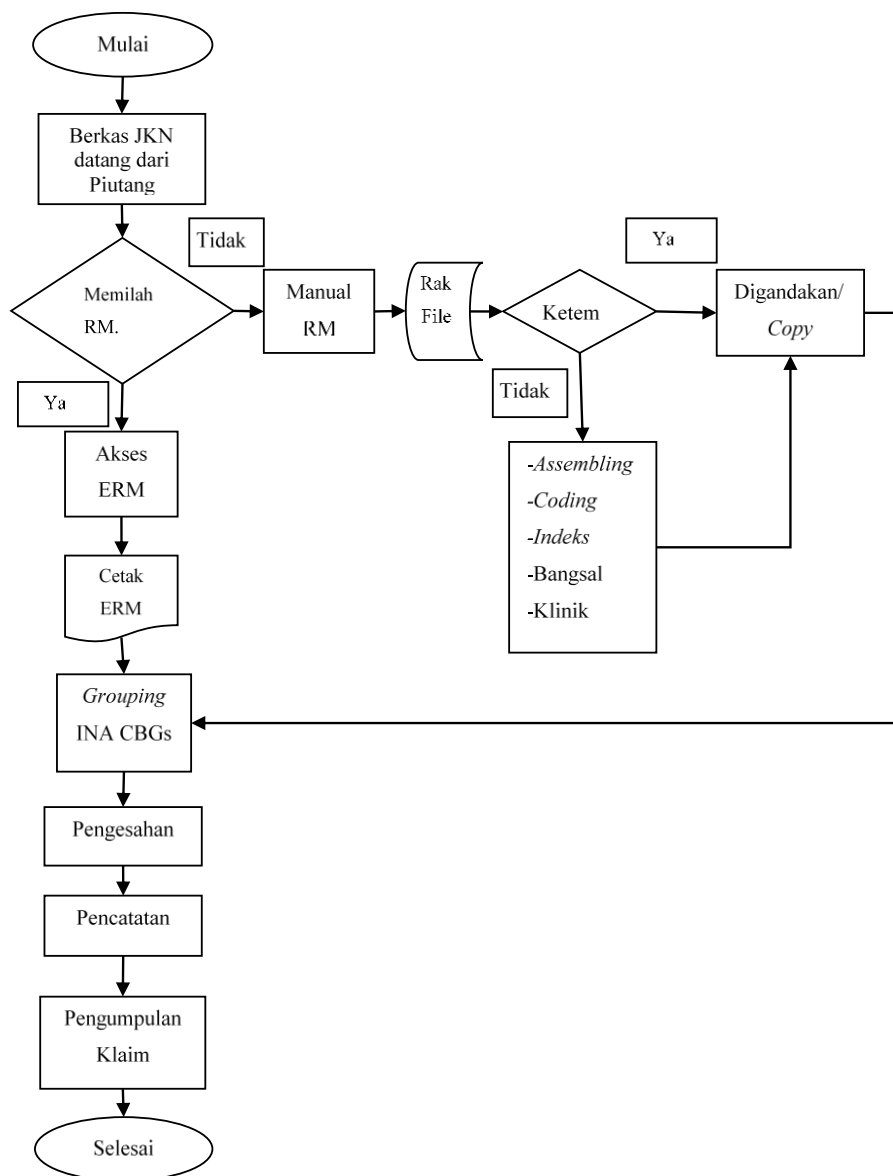 Mulai
Berkas JKN
datang dari
Piutang
Tidak
Memilah
RM.
Manual
RM
Rak
File
Ketem
Ya
Digandakan/
Copy
Ya
Akses
ERM
Tidak
-Assembling
-Coding
-Indeks
-Bangsal
-Klinik
Cetak
ERM
Grouping
INA CBGs
Pengesahan
Pencatatan
Pengumpulan
Klaim
Selesai